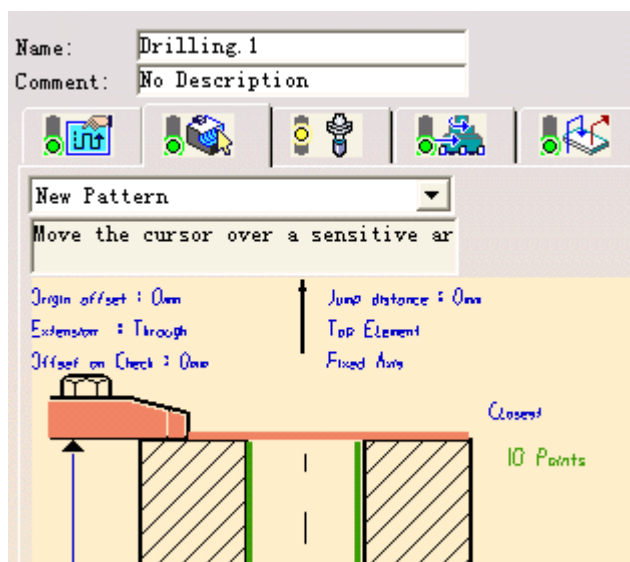 Name: Drilling.1
Comment: No Description
New Pattern
Move the cursor over a sensitive ar
Origin offset : 0mm
Jump distance : 0mm
Extension : Through
Top Element
Offset on Check : 0mm
Fixed Axis
Closest
10 Points